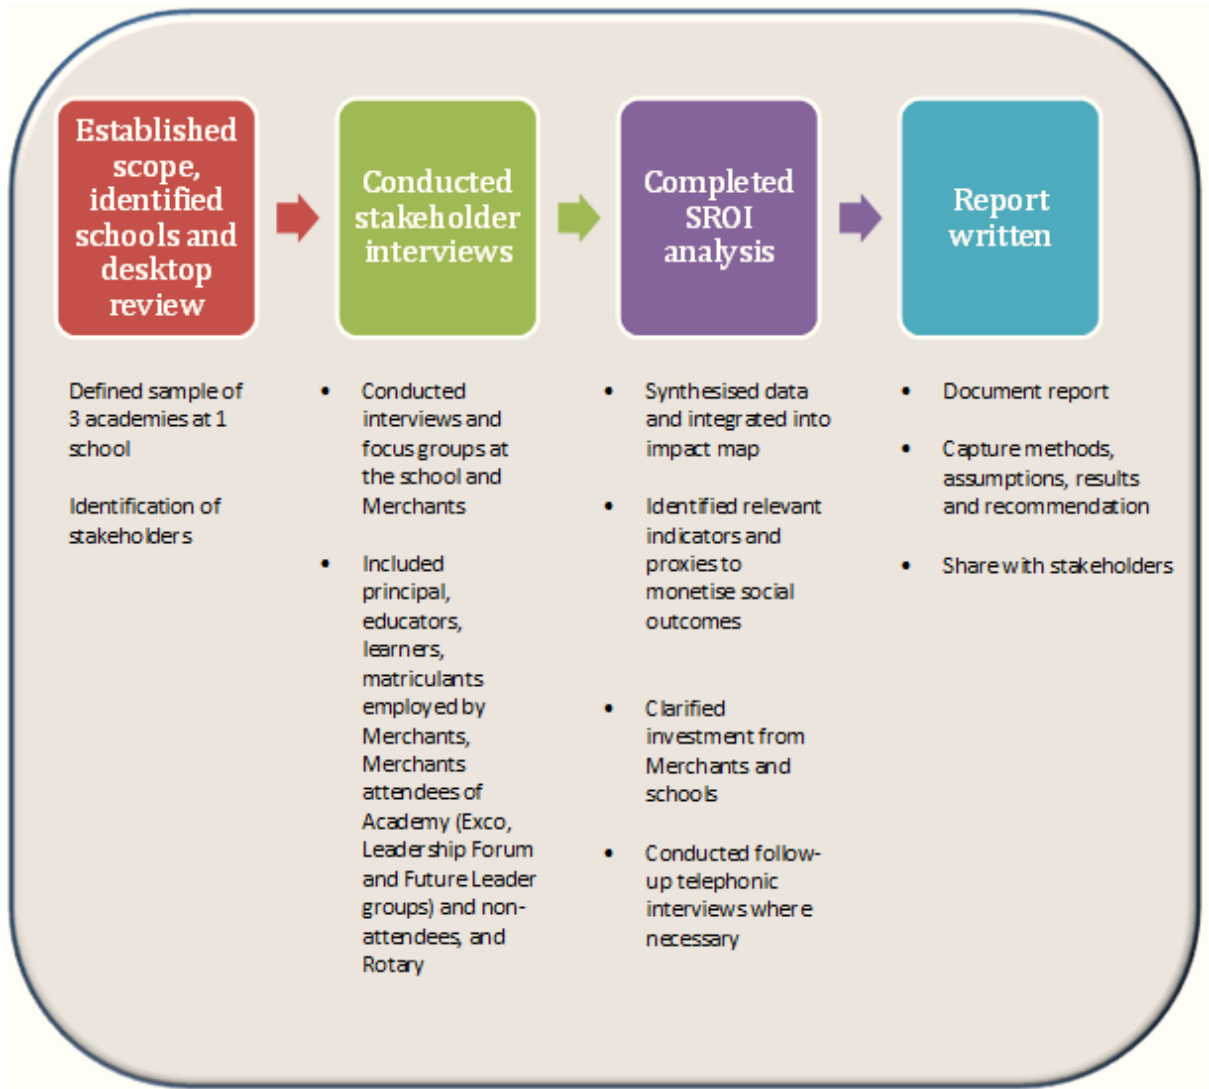 Established
scope,
identified
schools and
desktop
review
Conducted
stakeholder
interviews
Completed
SROI
analysis
Report
written
Defined sample of
3 academies at 1
school
Identification of
stakeholders
• Conducted
interviews and
focus groups at
the school and
Merchants
• Included
principal,
educators,
learners,
matriculants
employed by
Merchants,
Merchants
attendees of
Academy (Exco,
Leadership Forum
and Future Leader
groups) and non-
attendees, and
Rotary
• Synthesised data
and integrated into
impact map
• Identified relevant
indicators and
proxies to
monetise social
outcomes
• Clarified
investment from
Merchants and
schools
• Conducted follow-
up telephonic
interviews where
necessary
• Document report
• Capture methods,
assumptions, results
and recommendation
• Share with stakeholders